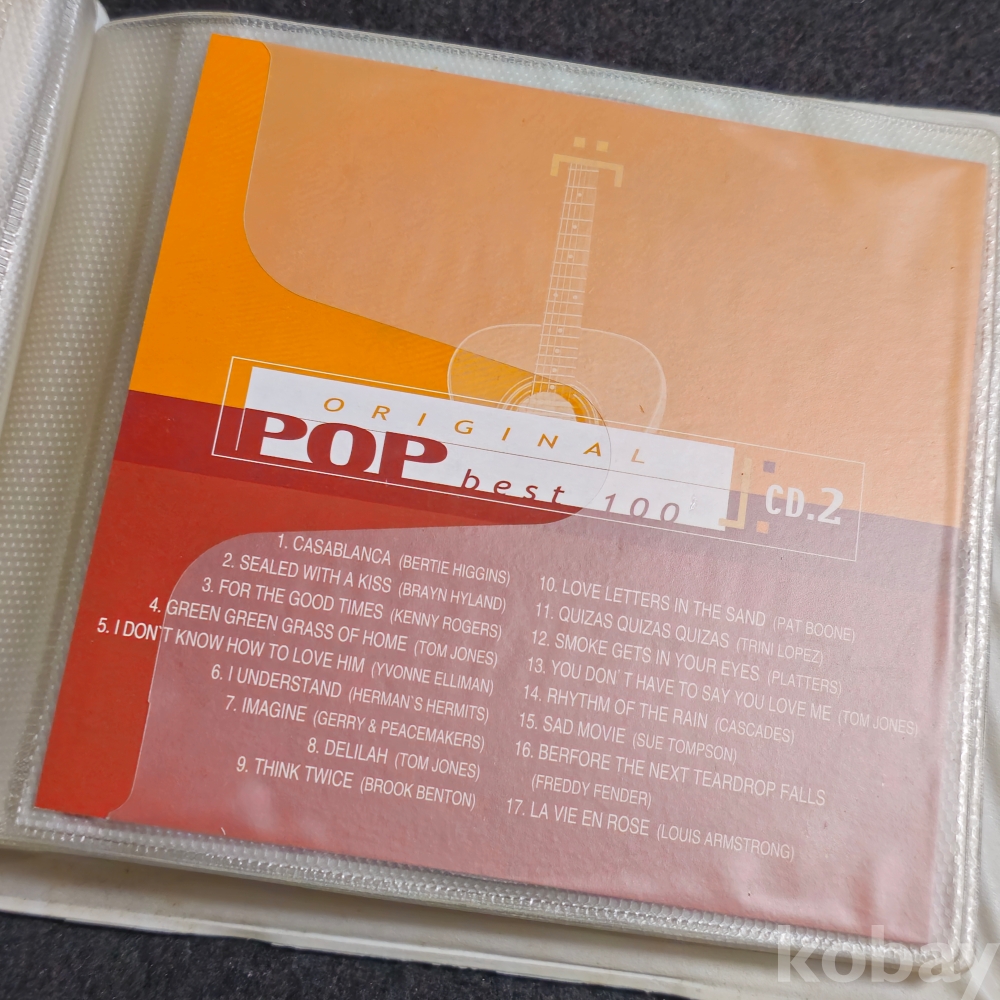 ORIGINAL
POP best 100
CD.2
1. CASABLANCA (BERTIE HIGGINS)
2. SEALED WITH A KISS (BRAYN HYLAND)
3. FOR THE GOOD TIMES (KENNY ROGERS)
4. GREEN GREEN GRASS OF HOME (TOM JONES)
5. I DON'T KNOW HOW TO LOVE HIM (YVONNE ELLIMAN)
6. I UNDERSTAND (HERMAN`S HERMITS)
7. IMAGINE (GERRY & PEACEMAKERS)
8. DELILAH (TOM JONES)
9. THINK TWICE (BROOK BENTON)
10. LOVE LETTERS IN THE SAND (PAT BOONE)
11. QUIZAS QUIZAS QUIZAS (TRINI LOPEZ)
12. SMOKE GETS IN YOUR EYES (PLATTERS)
13. YOU DON`T HAVE TO SAY YOU LOVE ME (TOM JONES)
14. RHYTHM OF THE RAIN (CASCADES)
15. SAD MOVIE (SUE TOMPSON)
16. BERFORE THE NEXT TEARDROP FALLS
(FREDDY FENDER)
17. LA VIE EN ROSE (LOUIS ARMSTRONG)
kobay